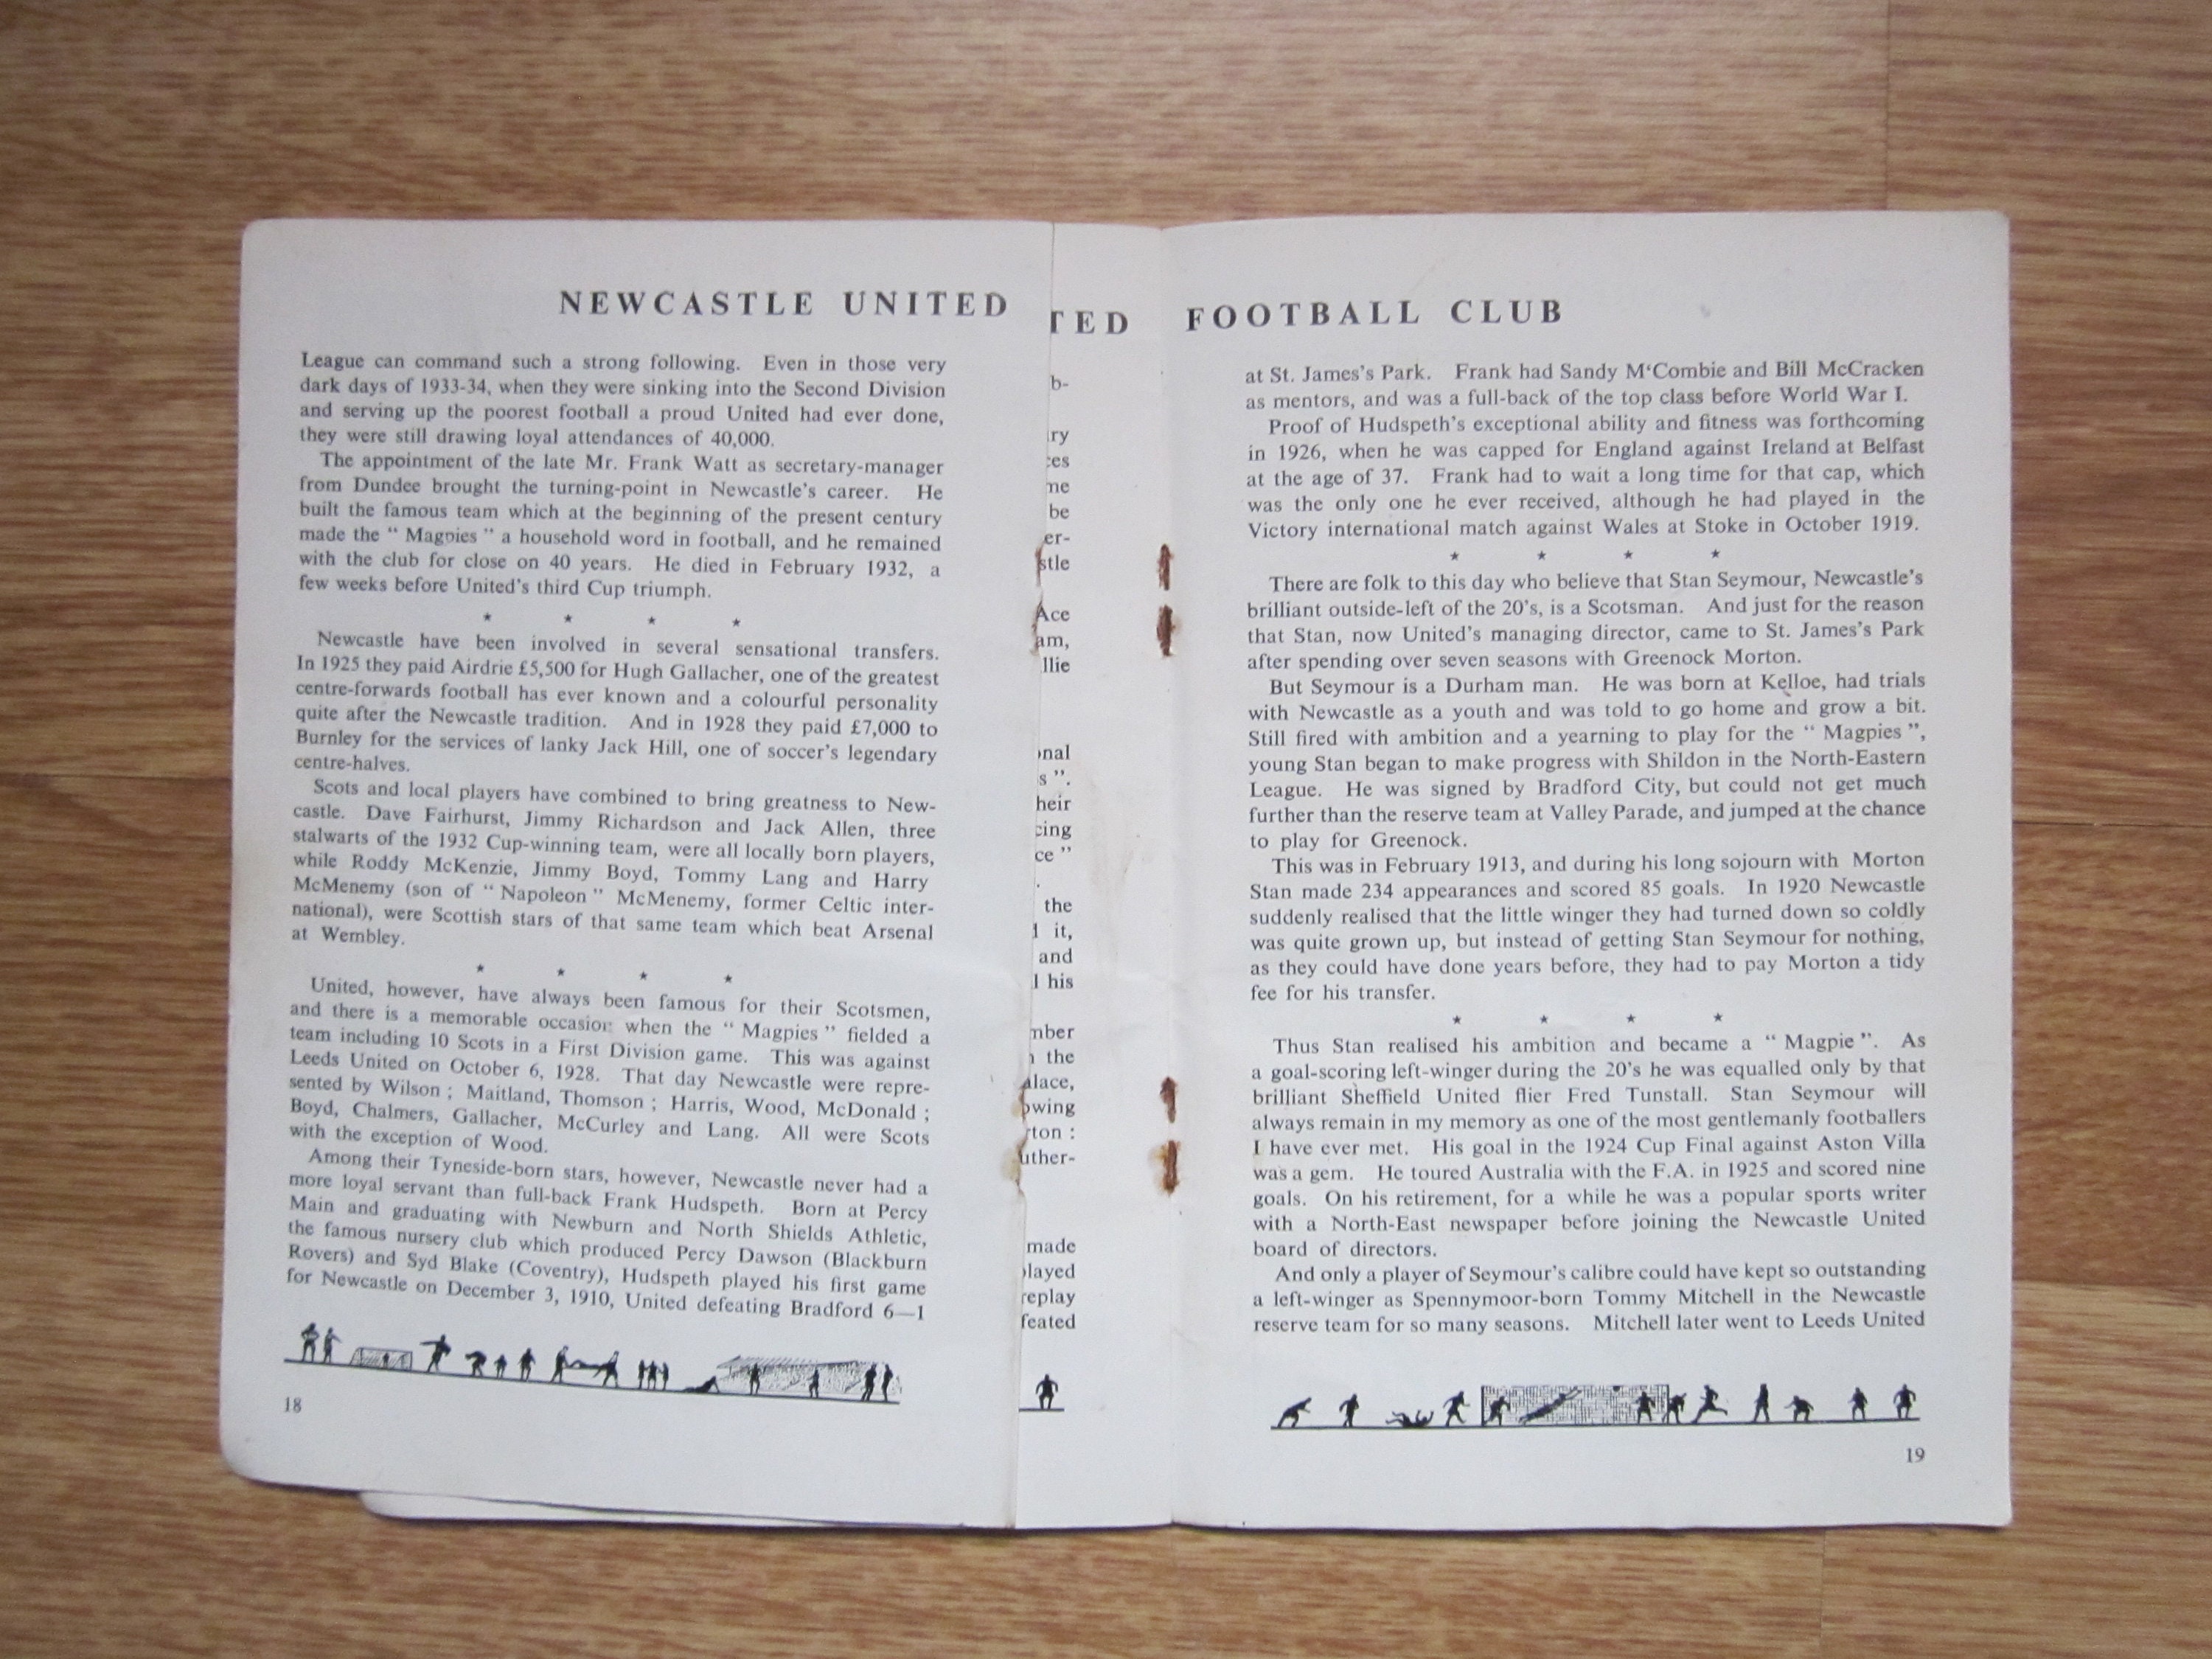 NEWCASTLE UNITED
League can command such a strong following. Even in those very
dark days of 1933-34, when they were sinking into the Second Division
and serving up the poorest football a proud United had ever done,
they were still drawing loyal attendances of 40,000.
The appointment of the late Mr. Frank Watt as secretary-manager
from Dundee brought the turning-point in Newcastle's career. He
built the famous team which at the beginning of the present century
made the “ Magpies ” a household word in football, and he remained
with the club for close on 40 years. He died in February 1932, a
few weeks before United's third Cup triumph.
* * * *
Newcastle have been involved in several sensational transfers.
In 1925 they paid Airdrie £5,500 for Hugh Gallacher, one of the greatest
centre-forwards football has ever known and a colourful personality
quite after the Newcastle tradition. And in 1928 they paid £7,000 to
Burnley for the services of lanky Jack Hill, one of soccer's legendary
centre-halves.
Scots and local players have combined to bring greatness to New-
castle. Dave Fairhurst, Jimmy Richardson and Jack Allen, three
stalwarts of the 1932 Cup-winning team, were all locally born players,
while Roddy McKenzie, Jimmy Boyd, Tommy Lang and Harry
McMenemy (son of “ Napoleon ” McMenemy, former Celtic inter-
national), were Scottish stars of that same team which beat Arsenal
at Wembley.
* * * *
United, however, have always been famous for their Scotsmen,
and there is a memorable occasion when the “ Magpies ” fielded a
team including 10 Scots in a First Division game. This was against
Leeds United on October 6, 1928. That day Newcastle were repre-
sented by Wilson ; Maitland, Thomson ; Harris, Wood, McDonald ;
Boyd, Chalmers, Gallacher, McCurley and Lang. All were Scots
with the exception of Wood.
Among their Tyneside-born stars, however, Newcastle never had a
more loyal servant than full-back Frank Hudspeth. Born at Percy
Main and graduating with Newburn and North Shields Athletic,
the famous nursery club which produced Percy Dawson (Blackburn
Rovers) and Syd Blake (Coventry), Hudspeth played his first game
for Newcastle on December 3, 1910, United defeating Bradford 6—1
18
TED
b-
ry
ces
me
be
er-
stle
Ace
am,
llie
onal
s ”.
heir
cing
ce ”
.
the
it,
and
his
mber
the
alace,
owing
rton :
uther-
made
played
replay
feated
FOOTBALL CLUB
at St. James's Park. Frank had Sandy M‘Combie and Bill McCracken
as mentors, and was a full-back of the top class before World War I.
Proof of Hudspeth's exceptional ability and fitness was forthcoming
in 1926, when he was capped for England against Ireland at Belfast
at the age of 37. Frank had to wait a long time for that cap, which
was the only one he ever received, although he had played in the
Victory international match against Wales at Stoke in October 1919.
* * * *
There are folk to this day who believe that Stan Seymour, Newcastle's
brilliant outside-left of the 20's, is a Scotsman. And just for the reason
that Stan, now United's managing director, came to St. James's Park
after spending over seven seasons with Greenock Morton.
But Seymour is a Durham man. He was born at Kelloe, had trials
with Newcastle as a youth and was told to go home and grow a bit.
Still fired with ambition and a yearning to play for the “ Magpies ”,
young Stan began to make progress with Shildon in the North-Eastern
League. He was signed by Bradford City, but could not get much
further than the reserve team at Valley Parade, and jumped at the chance
to play for Greenock.
This was in February 1913, and during his long sojourn with Morton
Stan made 234 appearances and scored 85 goals. In 1920 Newcastle
suddenly realised that the little winger they had turned down so coldly
was quite grown up, but instead of getting Stan Seymour for nothing,
as they could have done years before, they had to pay Morton a tidy
fee for his transfer.
* * * *
Thus Stan realised his ambition and became a “ Magpie ”. As
a goal-scoring left-winger during the 20's he was equalled only by that
brilliant Sheffield United flier Fred Tunstall. Stan Seymour will
always remain in my memory as one of the most gentlemanly footballers
I have ever met. His goal in the 1924 Cup Final against Aston Villa
was a gem. He toured Australia with the F.A. in 1925 and scored nine
goals. On his retirement, for a while he was a popular sports writer
with a North-East newspaper before joining the Newcastle United
board of directors.
And only a player of Seymour's calibre could have kept so outstanding
a left-winger as Spennymoor-born Tommy Mitchell in the Newcastle
reserve team for so many seasons. Mitchell later went to Leeds United
19